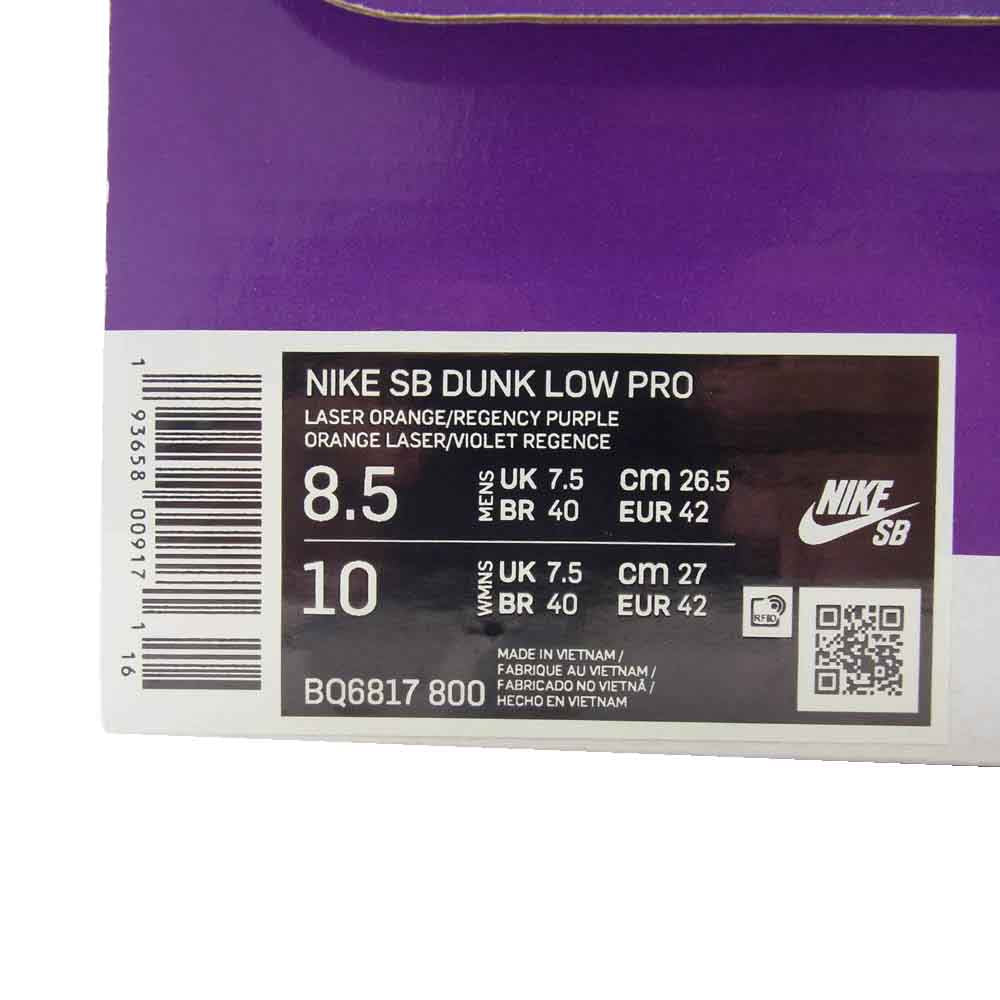 NIKE SB DUNK LOW PRO
LASER ORANGE/REGENCY PURPLE
ORANGE LASER/VIOLET REGENCE
8.5 MENS UK 7.5 cm 26.5
BR 40 EUR 42
10 WMNS UK 7.5 cm 27
BR 40 EUR 42
BQ6817 800
MADE IN VIETNAM /
FABRIQUE AU VIETNAM /
FABRICADO NO VIETNÃ /
HECHO EN VIETNAM
NIKE
SB
RFID
1 93658 00917 1 16